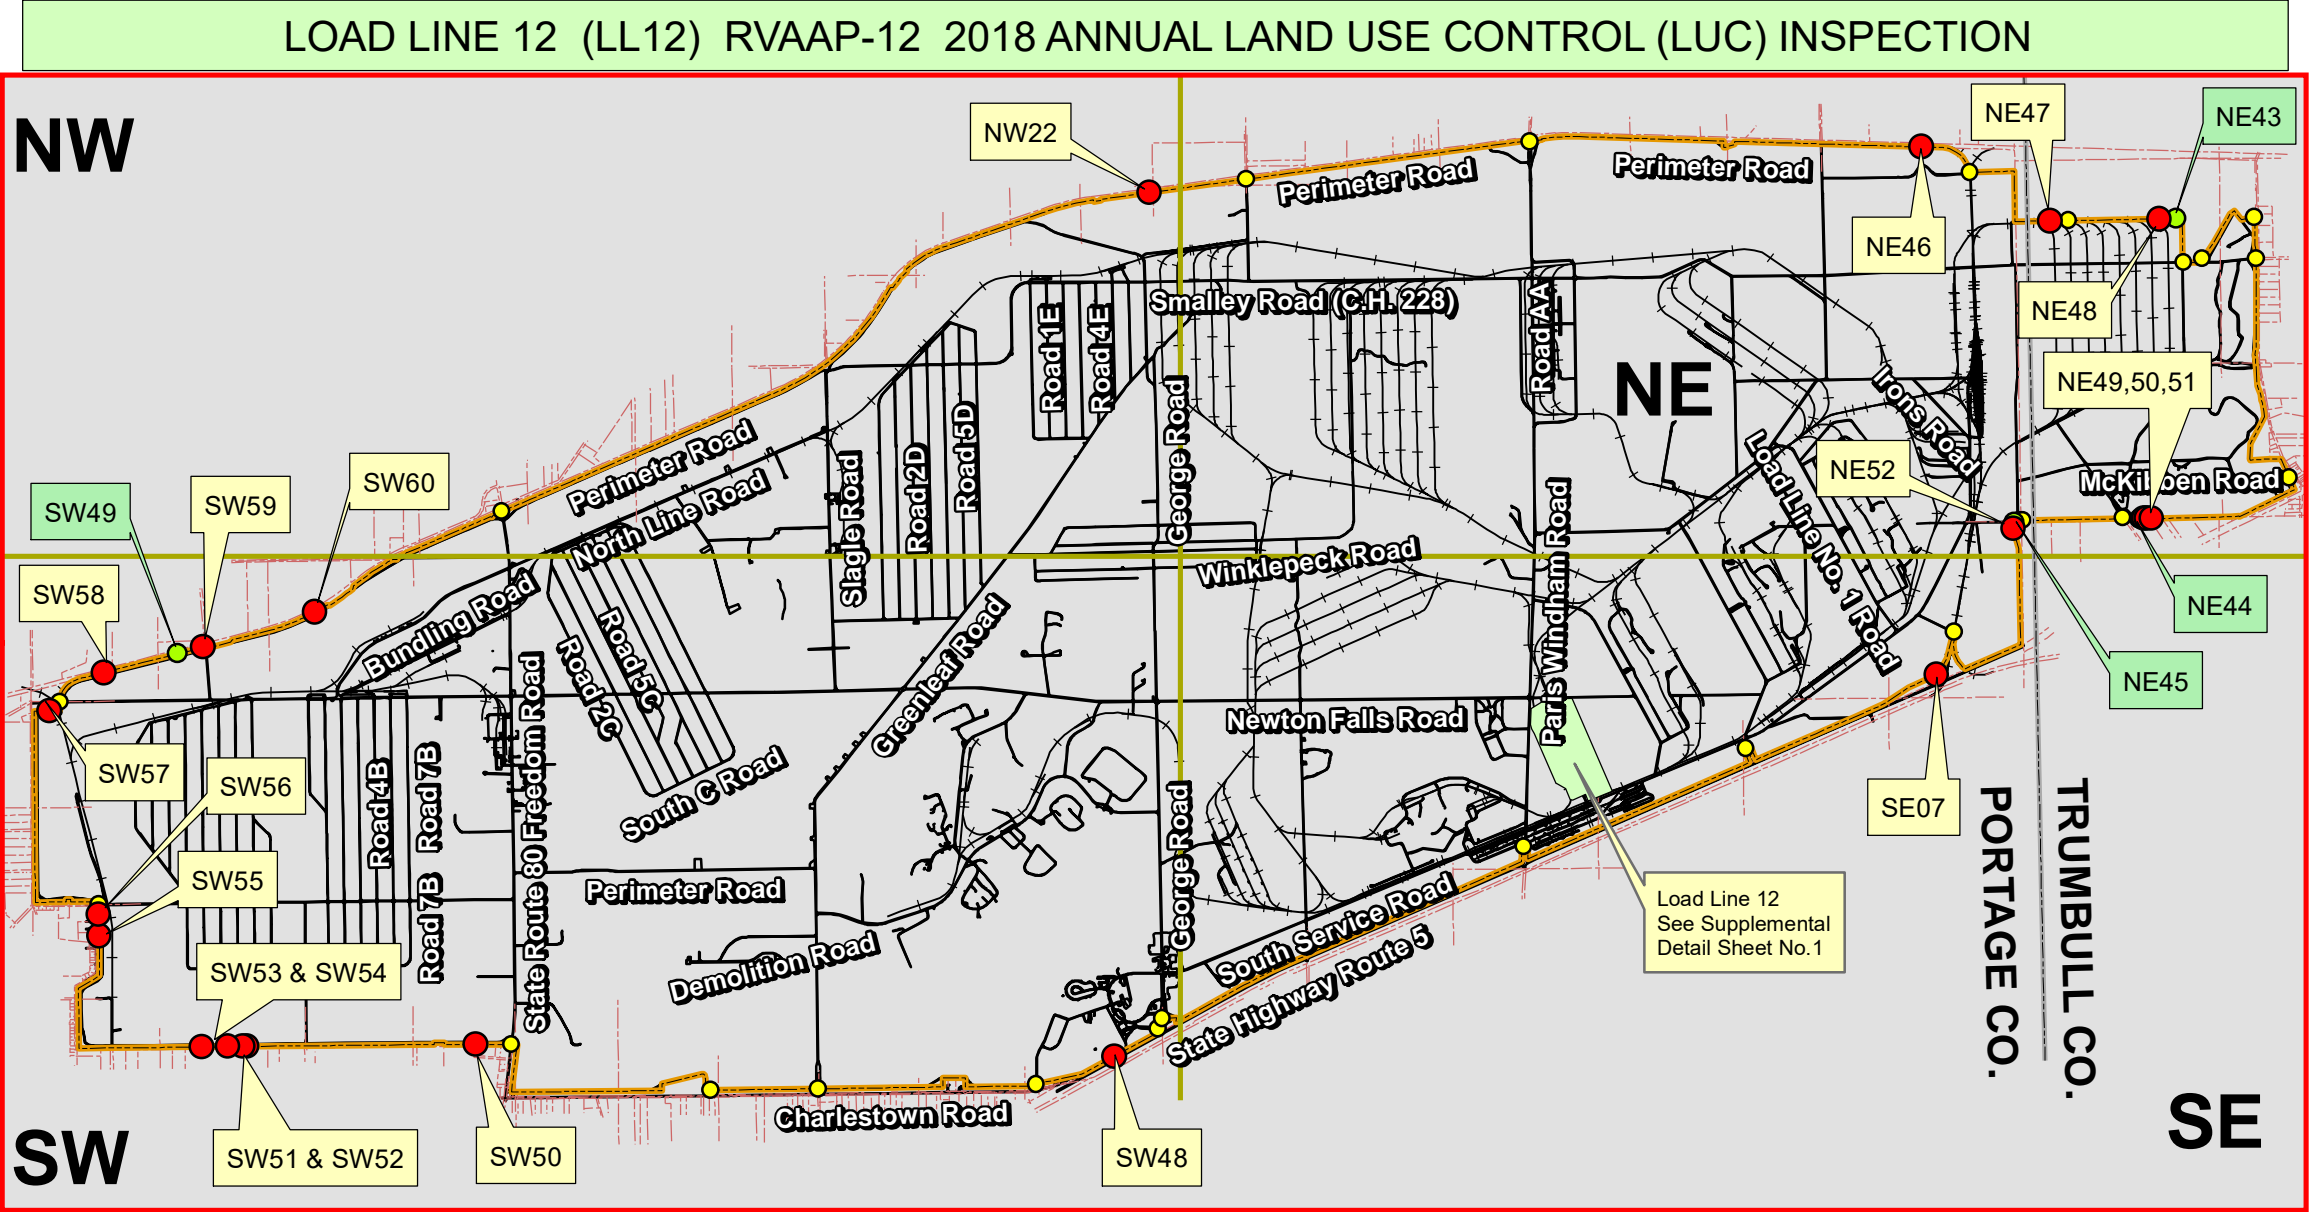 LOAD LINE 12 (LL12) RVAAP-12 2018 ANNUAL LAND USE CONTROL (LUC) INSPECTION
NW
NW22
NE47
NE43
Perimeter Road
Perimeter Road
NE46
Smalley Road (C.H. 228)
NE48
Road 1E
Road 4E
Road AA
NE
NE49,50,51
Irons Road
George Road
Perimeter Road
North Line Road
Slagle Road
Road 2D
Road 5D
SW60
SW59
SW49
NE52
McKibben Road
Load Line No. 1 Road
Paris Windham Road
Winklepeck Road
SW58
Bundling Road
Road 5C
Road 2C
Greenleaf Road
NE44
NE45
State Route 80 Freedom Road
Newton Falls Road
SW57
SW56
SW55
Road 4B
Road 7B
South C Road
SE07
PORTAGE CO.
TRUMBULL CO.
George Road
Perimeter Road
Road 7B
Load Line 12
See Supplemental
Detail Sheet No.1
South Service Road
State Highway Route 5
SW53 & SW54
Demolition Road
Charlestown Road
SW
SW51 & SW52
SW50
SW48
SE